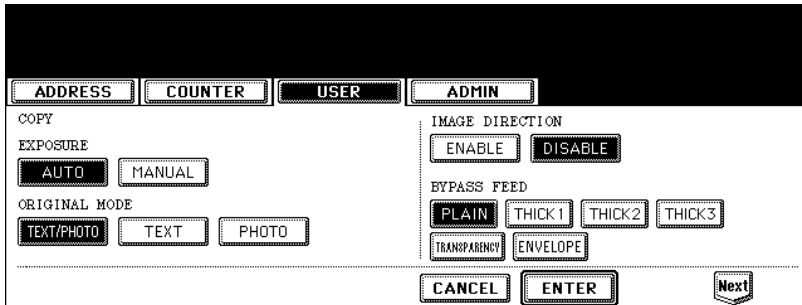 ADDRESS COUNTER USER ADMIN
COPY
EXPOSURE
AUTO MANUAL
ORIGINAL MODE
TEXT/PHOTO TEXT PHOTO
IMAGE DIRECTION
ENABLE DISABLE
BYPASS FEED
PLAIN THICK1 THICK2 THICK3
TRANSPARENCY ENVELOPE
CANCEL ENTER Next